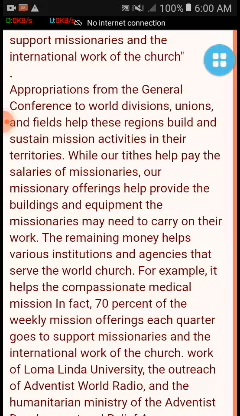 100% 6:00 AM
O:0KB/s U:0KB/s No internet connection
support missionaries and the
international work of the church"
.
Appropriations from the General
Conference to world divisions, unions,
and fields help these regions build and
sustain mission activities in their
territories. While our tithes help pay the
salaries of missionaries, our
missionary offerings help provide the
buildings and equipment the
missionaries may need to carry on their
work. The remaining money helps
various institutions and agencies that
serve the world church. For example, it
helps the compassionate medical
mission In fact, 70 percent of the
weekly mission offerings each quarter
goes to support missionaries and the
international work of the church. work
of Loma Linda University, the outreach
of Adventist World Radio, and the
humanitarian ministry of the Adventist